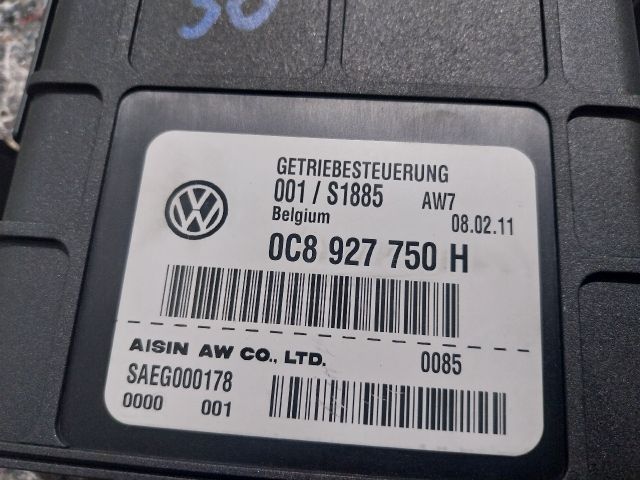 50
GETRIEBESTEUERUNG
001 / S1885 AW7
Belgium 08.02.11
0C8 927 750 H
AISIN AW CO., LTD. 0085
SAEG000178
0000 001